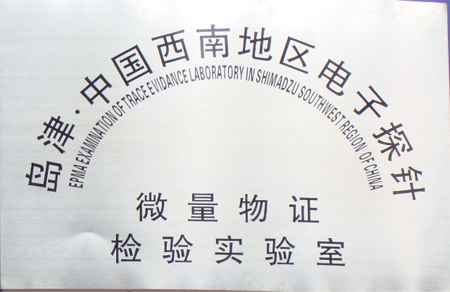 岛津·中国西南地区电子探针
EPMA EXAMINATION OF TRACE EVIDANCE LABORATORY IN SHIMADZU SOUTHWEST REGION OF CHINA
微量物证
检验实验室